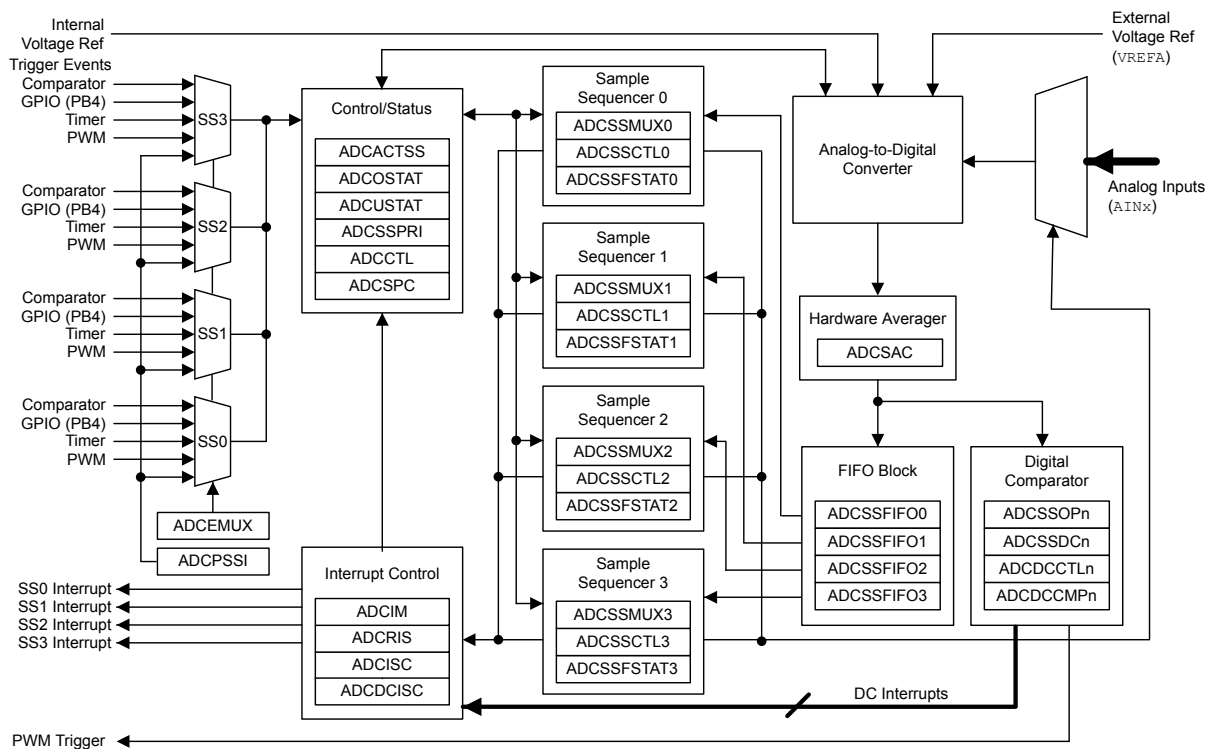 Internal
Voltage Ref
External
Voltage Ref
(VREFA)
Trigger Events
Comparator
GPIO (PB4)
Timer
PWM
SS3
Comparator
GPIO (PB4)
Timer
PWM
SS2
Comparator
GPIO (PB4)
Timer
PWM
SS1
Comparator
GPIO (PB4)
Timer
PWM
SS0
ADCEMUX
ADCPSSI
Control/Status
ADCACTSS
ADCOSTAT
ADCUSTAT
ADCSSPRI
ADCCTL
ADCSPC
Interrupt Control
ADCIM
ADCRIS
ADCISC
ADCDCISC
SS0 Interrupt
SS1 Interrupt
SS2 Interrupt
SS3 Interrupt
PWM Trigger
Sample
Sequencer 0
ADCSSMUX0
ADCSSCTL0
ADCSSFSTAT0
Sample
Sequencer 1
ADCSSMUX1
ADCSSCTL1
ADCSSFSTAT1
Sample
Sequencer 2
ADCSSMUX2
ADCSSCTL2
ADCSSFSTAT2
Sample
Sequencer 3
ADCSSMUX3
ADCSSCTL3
ADCSSFSTAT3
Analog-to-Digital
Converter
Analog Inputs
(AINx)
Hardware Averager
ADCSAC
FIFO Block
ADCSSFIFO0
ADCSSFIFO1
ADCSSFIFO2
ADCSSFIFO3
Digital
Comparator
ADCSSOPn
ADCSSDCn
ADCDCCTLn
ADCDCCMPn
DC Interrupts